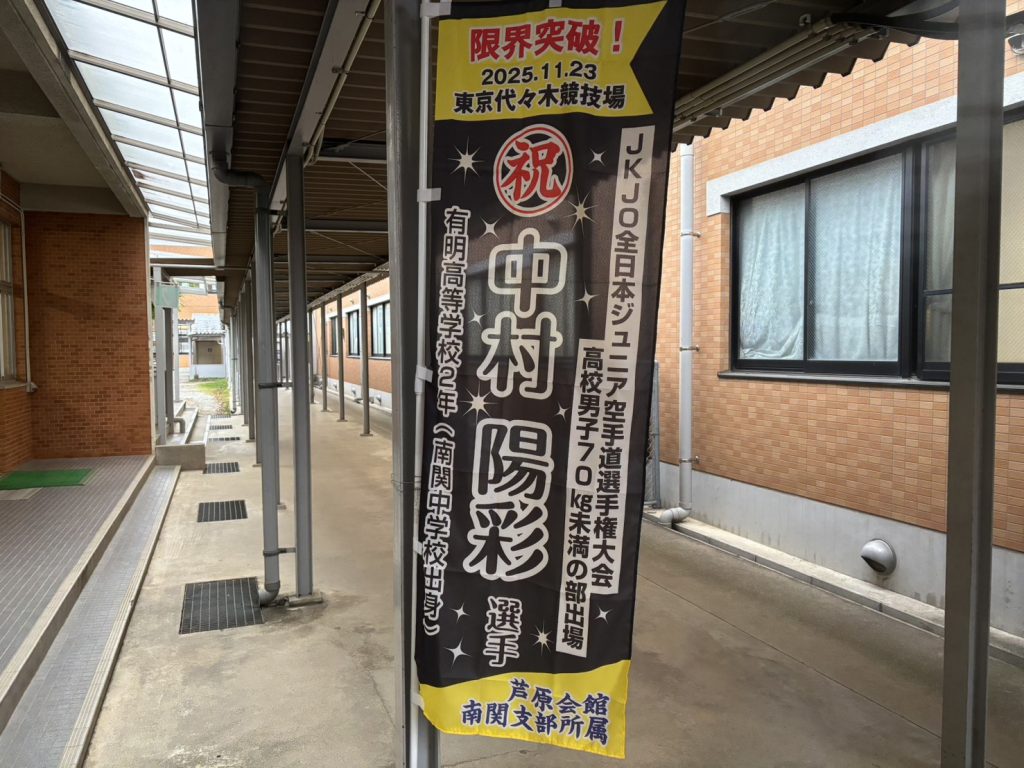 限界突破！
2025.11.23
東京代々木競技場
㊗
JKJO全日本ジュニア空手道選手権大会
高校男子70㎏未満の部出場
中村 陽彩 選手
有明高等学校2年（南関中学校出身）
芦原会館
南関支部所属